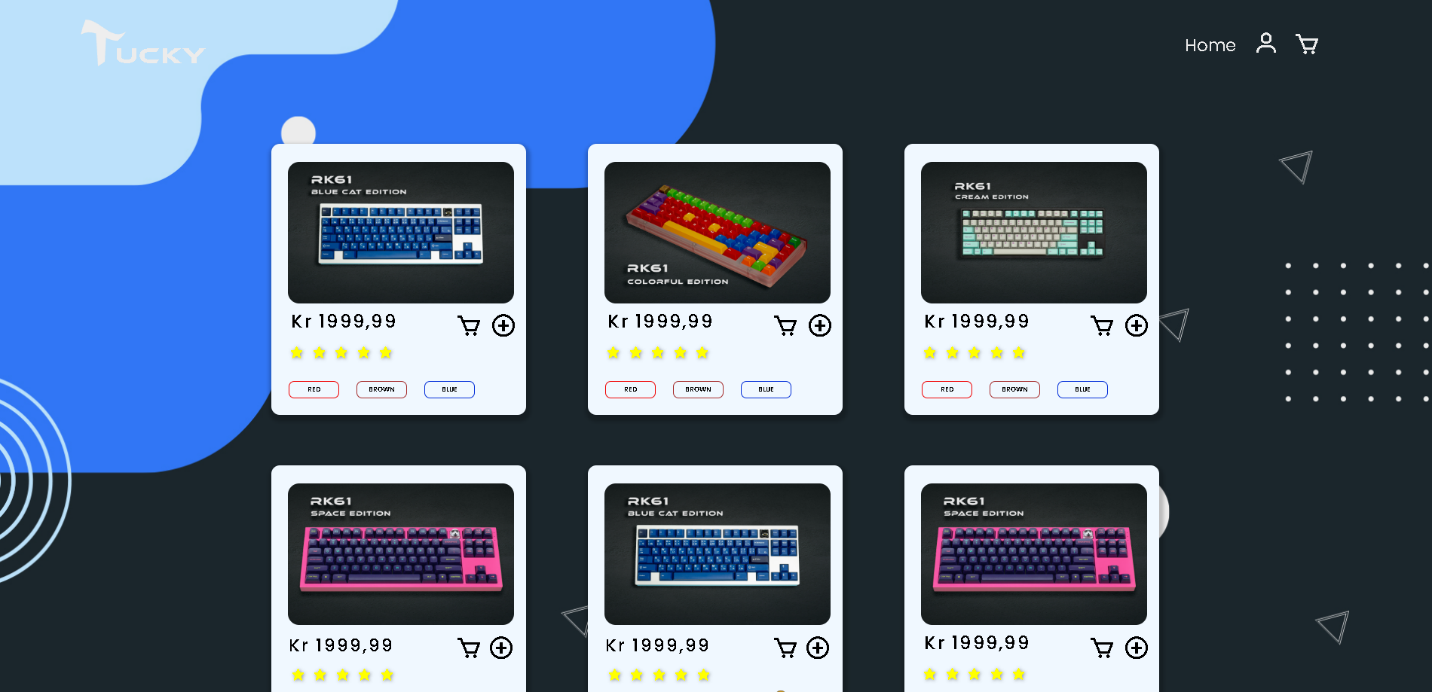 TUCKY
Home
RK61
BLUE CAT EDITION
Kr 1999,99
RED BROWN BLUE
RK61
COLORFUL EDITION
Kr 1999,99
RED BROWN BLUE
RK61
CREAM EDITION
Kr 1999,99
RED BROWN BLUE
RK61
SPACE EDITION
Kr 1999,99
RK61
BLUE CAT EDITION
Kr 1999,99
RK61
SPACE EDITION
Kr 1999,99